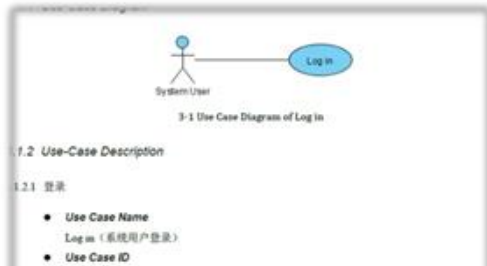 Log in
System User
3-1 Use Case Diagram of Log in
.1.2 Use-Case Description
1.2.1 登录
● Use Case Name
Log in（系统用户登录）
● Use Case ID